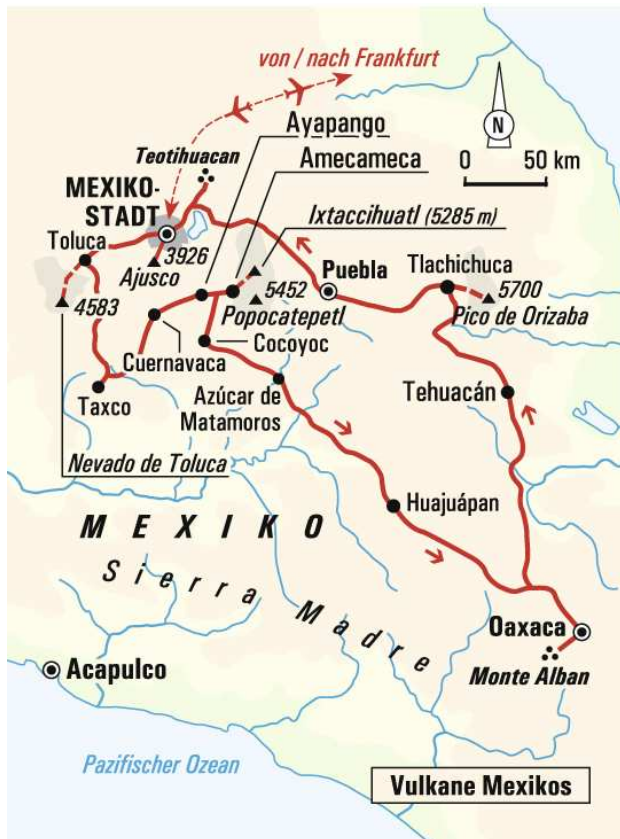 von / nach Frankfurt
N
0 50 km
Ayapango
Teotihuacan
Amecameca
MEXIKO-
STADT
Ixtaccihuatl (5285 m)
Toluca
3926
Ajusco
Puebla
Tlachichuca
4583
5452
5700
Popocatepetl
Pico de Orizaba
Cuernavaca
Cocoyoc
Taxco
Azúcar de
Matamoros
Tehuacán
Nevado de Toluca
Huajuápan
MEXIKO
Sierra Madre
Oaxaca
Monte Alban
Acapulco
Pazifischer Ozean
Vulkane Mexikos